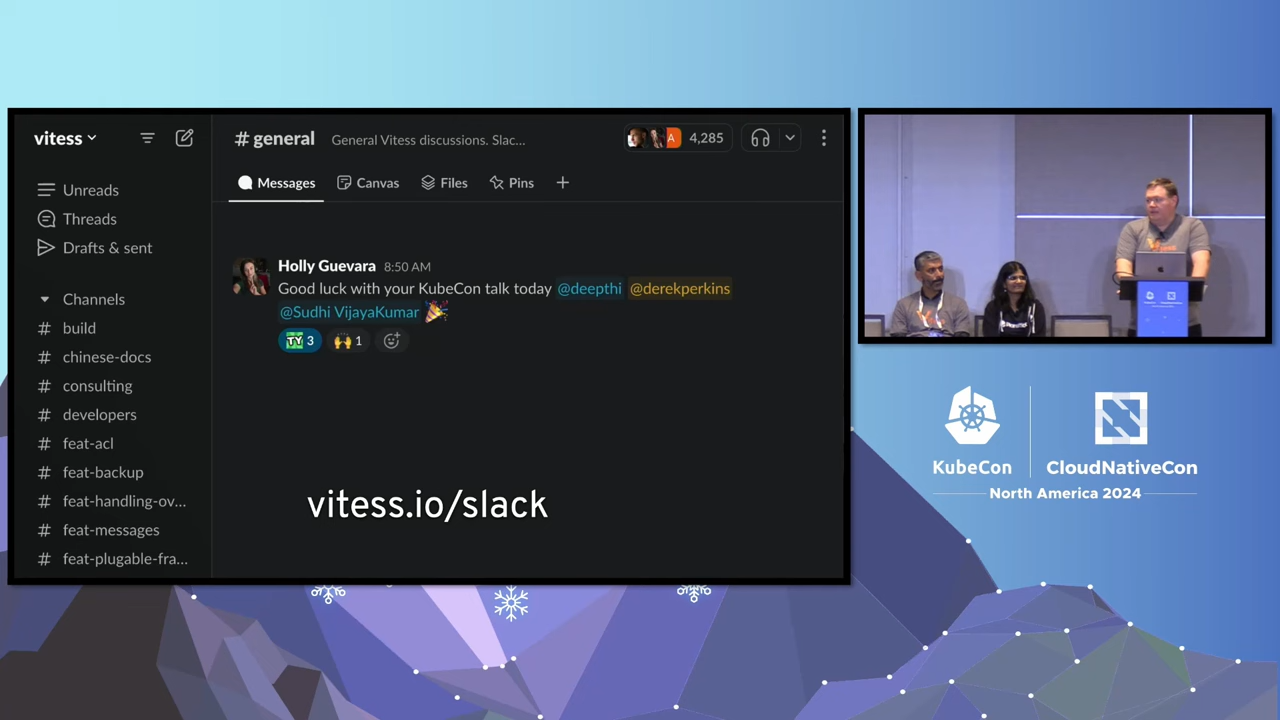 vitess
# general
General Vitess discussions. Slac...
A
4,285
Messages
Canvas
Files
Pins
Unreads
Threads
Drafts & sent
Channels
# build
# chinese-docs
# consulting
# developers
# feat-acl
# feat-backup
# feat-handling-ov...
# feat-messages
# feat-plugable-fra...
Holly Guevara 8:50 AM
Good luck with your KubeCon talk today @deepthi @derekperkins
@Sudhi VijayaKumar
TY 3
1
vitess.io/slack
KubeCon
CloudNativeCon
North America 2024